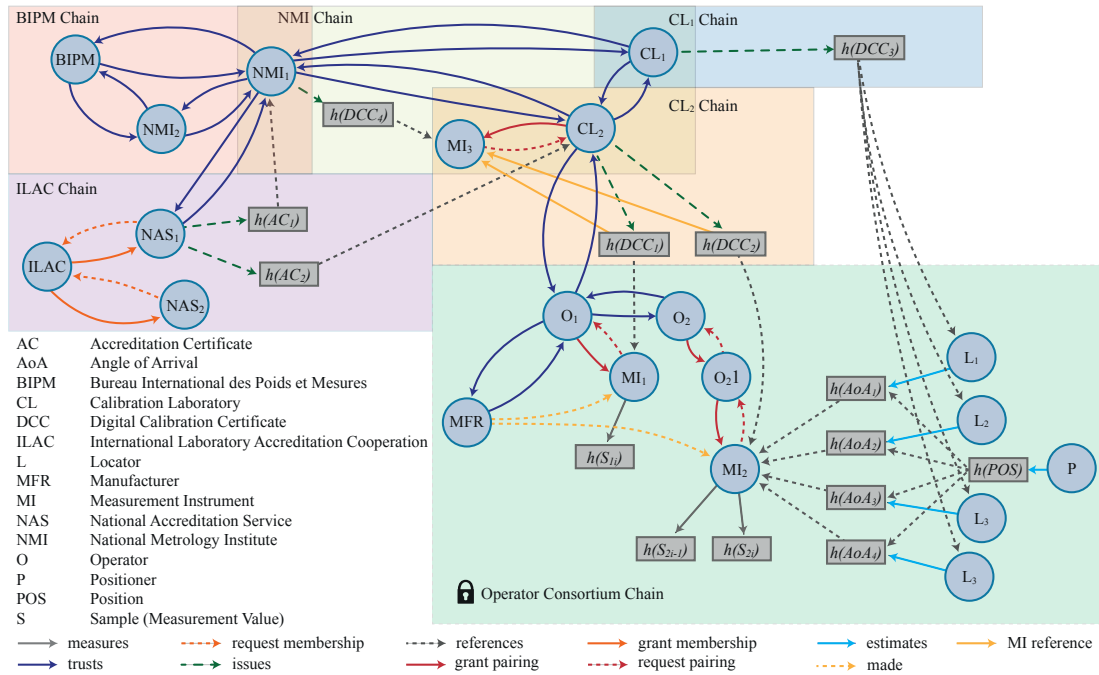 BIPM Chain
NMI Chain
CL₁ Chain
BIPM
NMI₁
CL₁
h(DCC₃)
NMI₂
h(DCC₄)
CL₂ Chain
MI₃
CL₂
ILAC Chain
NAS₁
h(AC₁)
ILAC
h(AC₂)
NAS₂
h(DCC₁)
h(DCC₂)
O₁
O₂
MI₁
O₂1
MFR
h(S₁ᵢ)
MI₂
h(S₂ᵢ₋₁)
h(S₂ᵢ)
h(AoA₁)
h(AoA₂)
h(AoA₃)
h(AoA₄)
h(POS)
L₁
L₂
P
L₃
L₃
Operator Consortium Chain
AC Accreditation Certificate
AoA Angle of Arrival
BIPM Bureau International des Poids et Mesures
CL Calibration Laboratory
DCC Digital Calibration Certificate
ILAC International Laboratory Accreditation Cooperation
L Locator
MFR Manufacturer
MI Measurement Instrument
NAS National Accreditation Service
NMI National Metrology Institute
O Operator
P Positioner
POS Position
S Sample (Measurement Value)
measures request membership references grant membership estimates MI reference
trusts issues grant pairing request pairing made